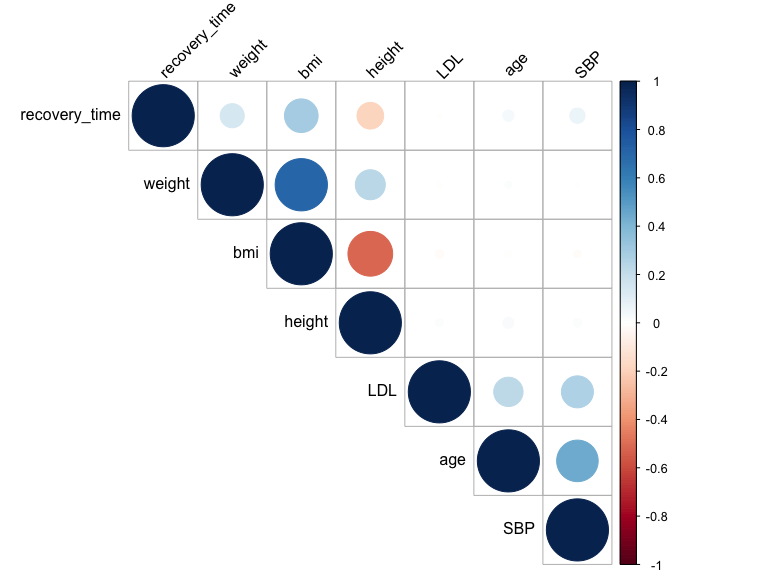 recovery_time
weight
bmi
height
LDL
age
SBP
recovery_time
weight
bmi
height
LDL
age
SBP
1
0.8
0.6
0.4
0.2
0
-0.2
-0.4
-0.6
-0.8
-1